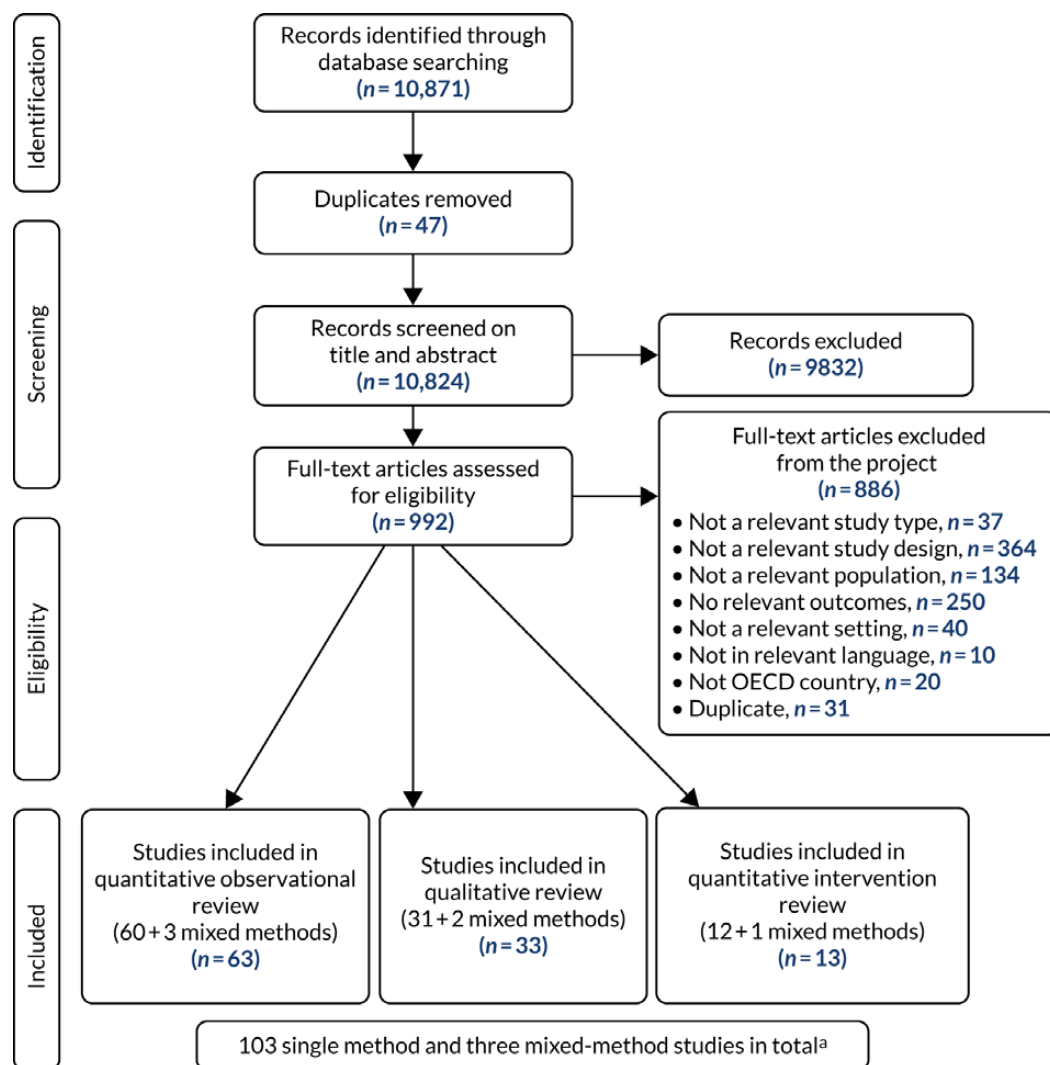 Identification
Records identified through
database searching
(n = 10,871)
Duplicates removed
(n = 47)
Screening
Records screened on
title and abstract
(n = 10,824)
Records excluded
(n = 9832)
Full-text articles assessed
for eligibility
(n = 992)
Full-text articles excluded
from the project
(n = 886)
• Not a relevant study type, n = 37
• Not a relevant study design, n = 364
• Not a relevant population, n = 134
• No relevant outcomes, n = 250
• Not a relevant setting, n = 40
• Not in relevant language, n = 10
• Not OECD country, n = 20
• Duplicate, n = 31
Eligibility
Included
Studies included in
quantitative observational
review
(60 + 3 mixed methods)
(n = 63)
Studies included in
qualitative review
(31 + 2 mixed methods)
(n = 33)
Studies included in
quantitative intervention
review
(12 + 1 mixed methods)
(n = 13)
103 single method and three mixed-method studies in totalᵃ